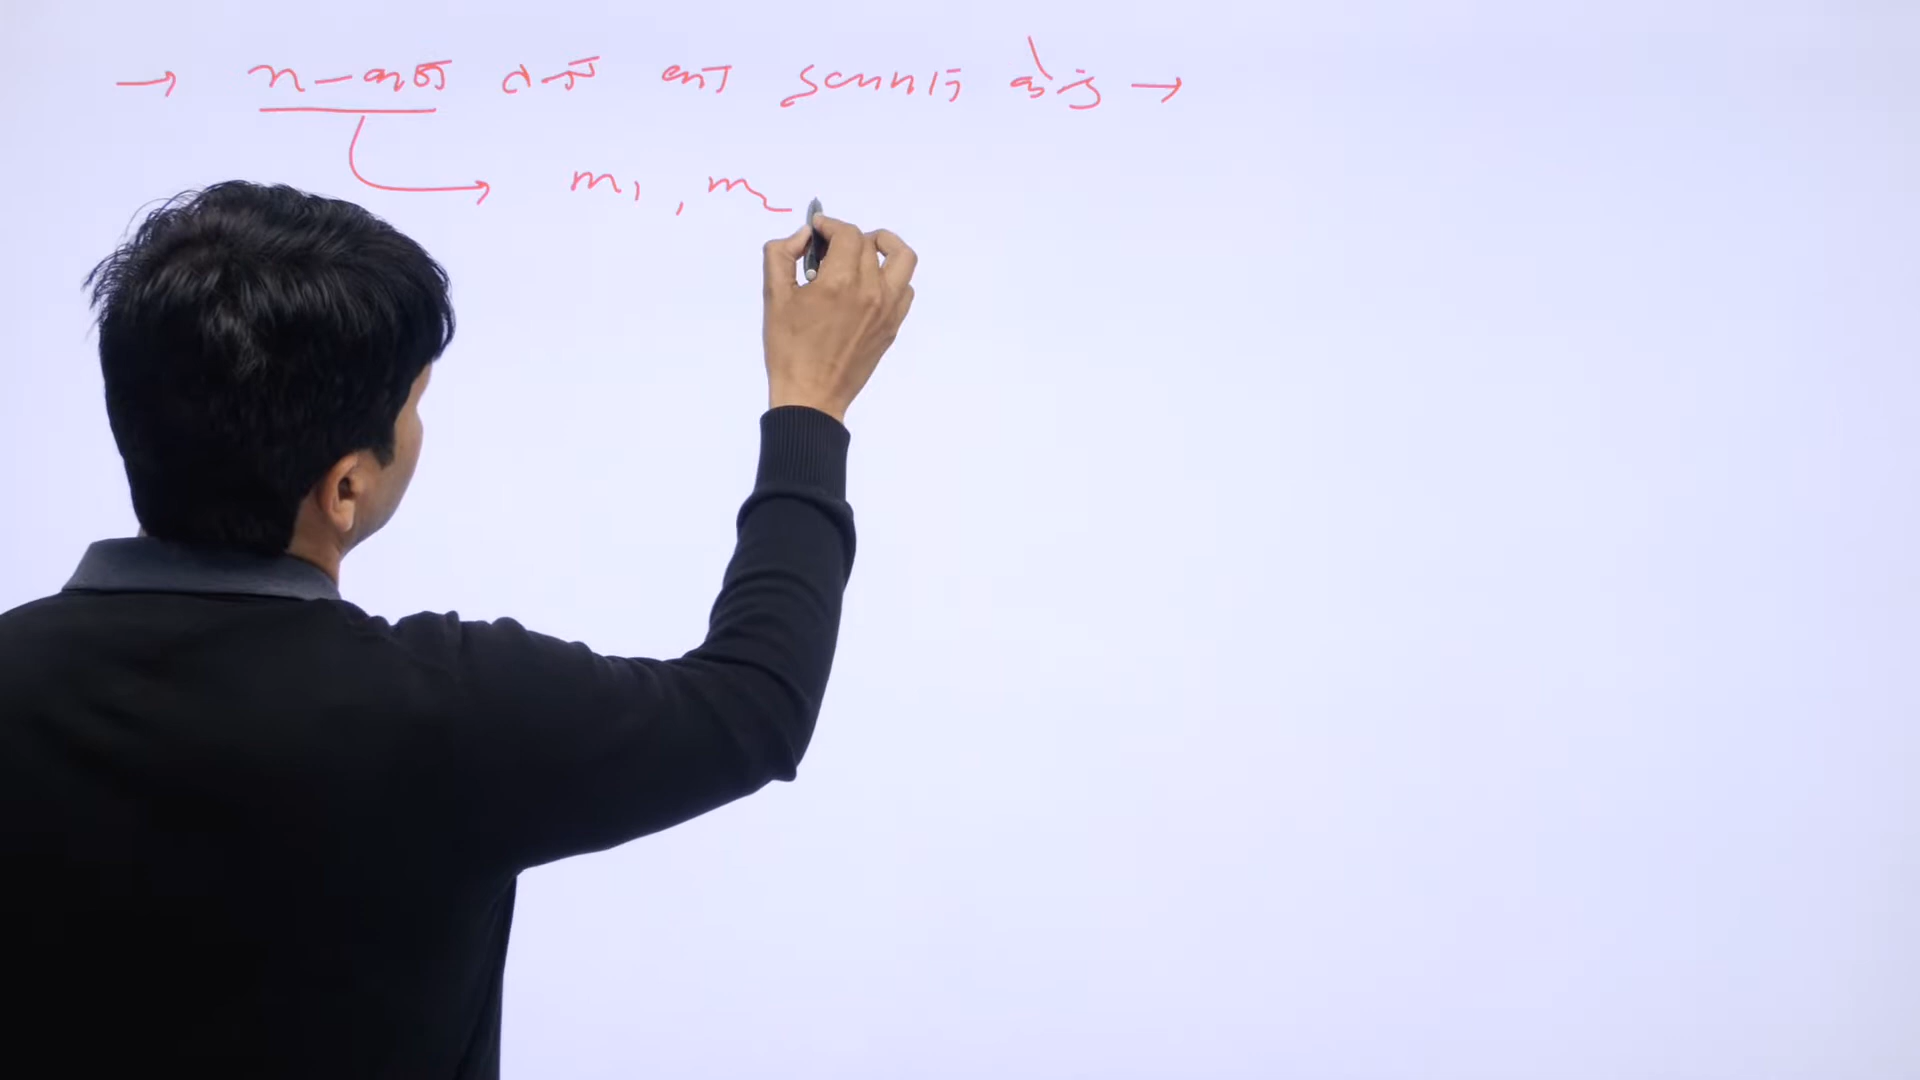 → n-कण तंत्र का द्रव्यमान केंद्र →
→ m₁, m₂